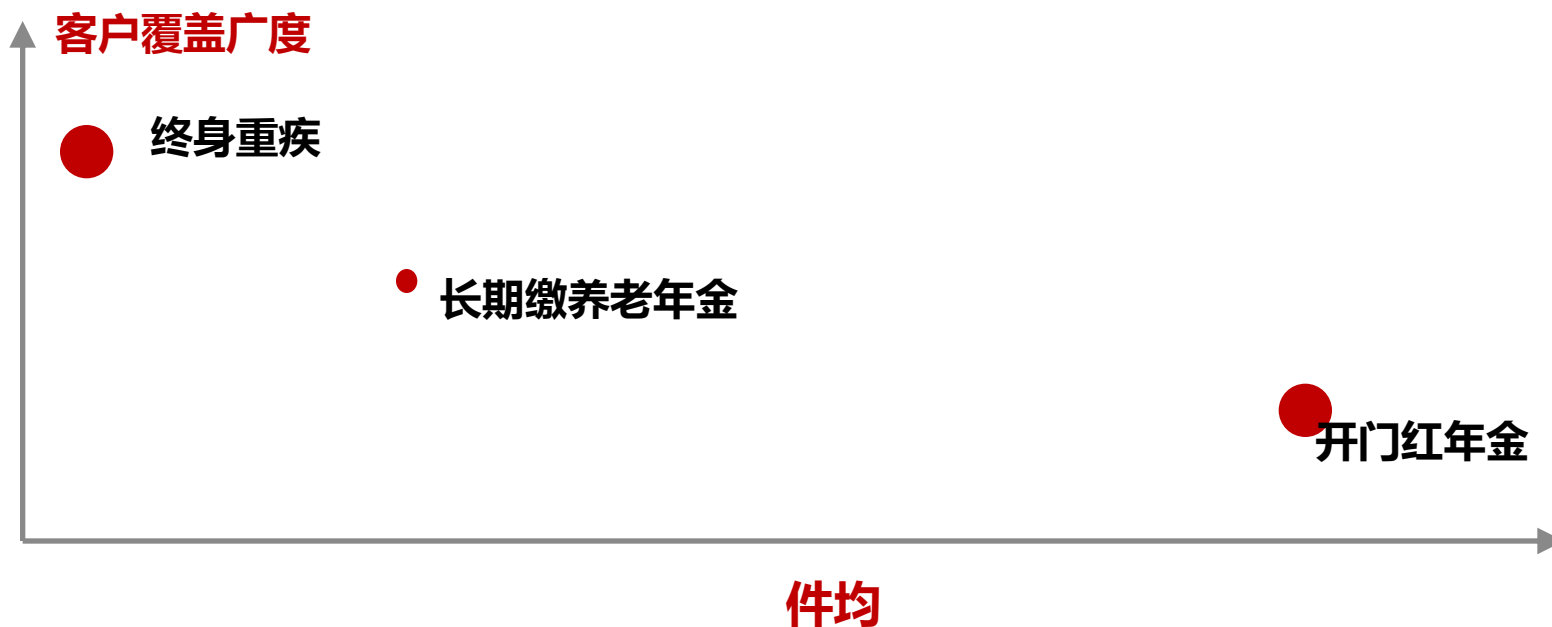 客户覆盖广度
终身重疾
长期缴养老年金
开门红年金
件均